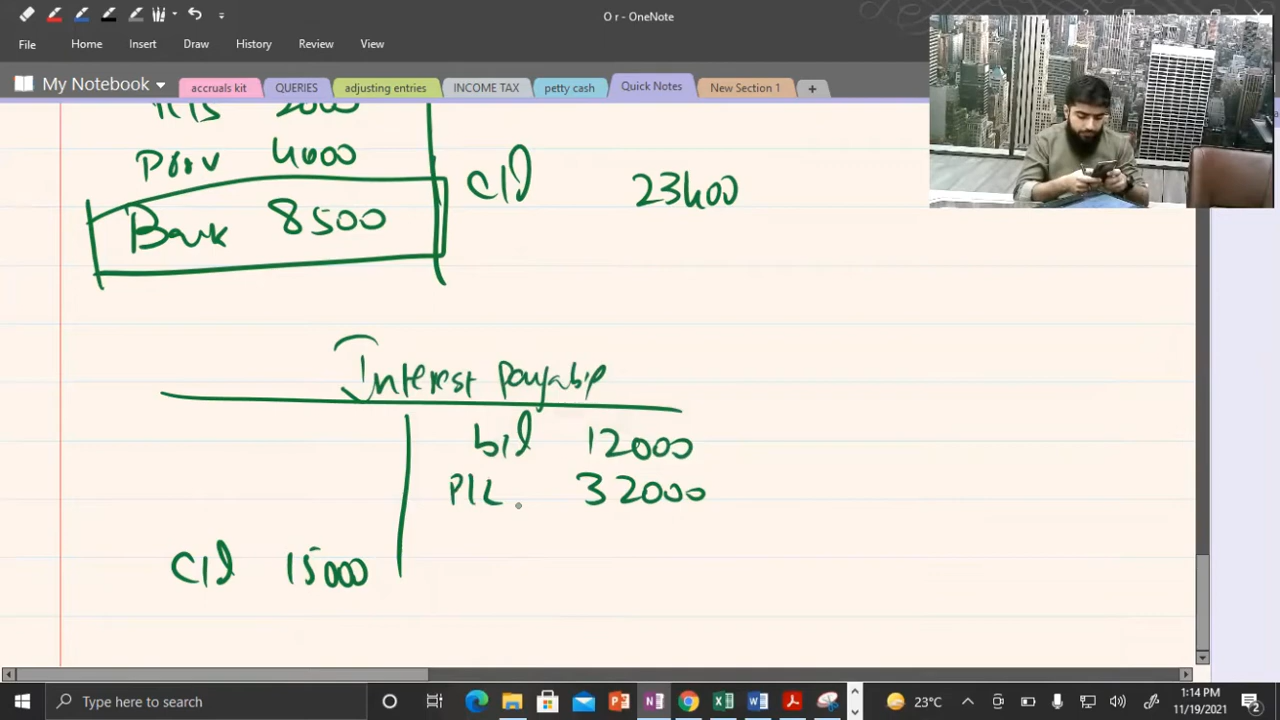 O r - OneNote
File Home Insert Draw History Review View
My Notebook accruals kit QUERIES adjusting entries INCOME TAX petty cash Quick Notes New Section 1 +
2000
Prov 4000
Bank 8500
c/d 23400
Interest payable
b/d 12000
P/L 32000
c/d 15000
Type here to search
23°C
1:14 PM
11/19/2021
2